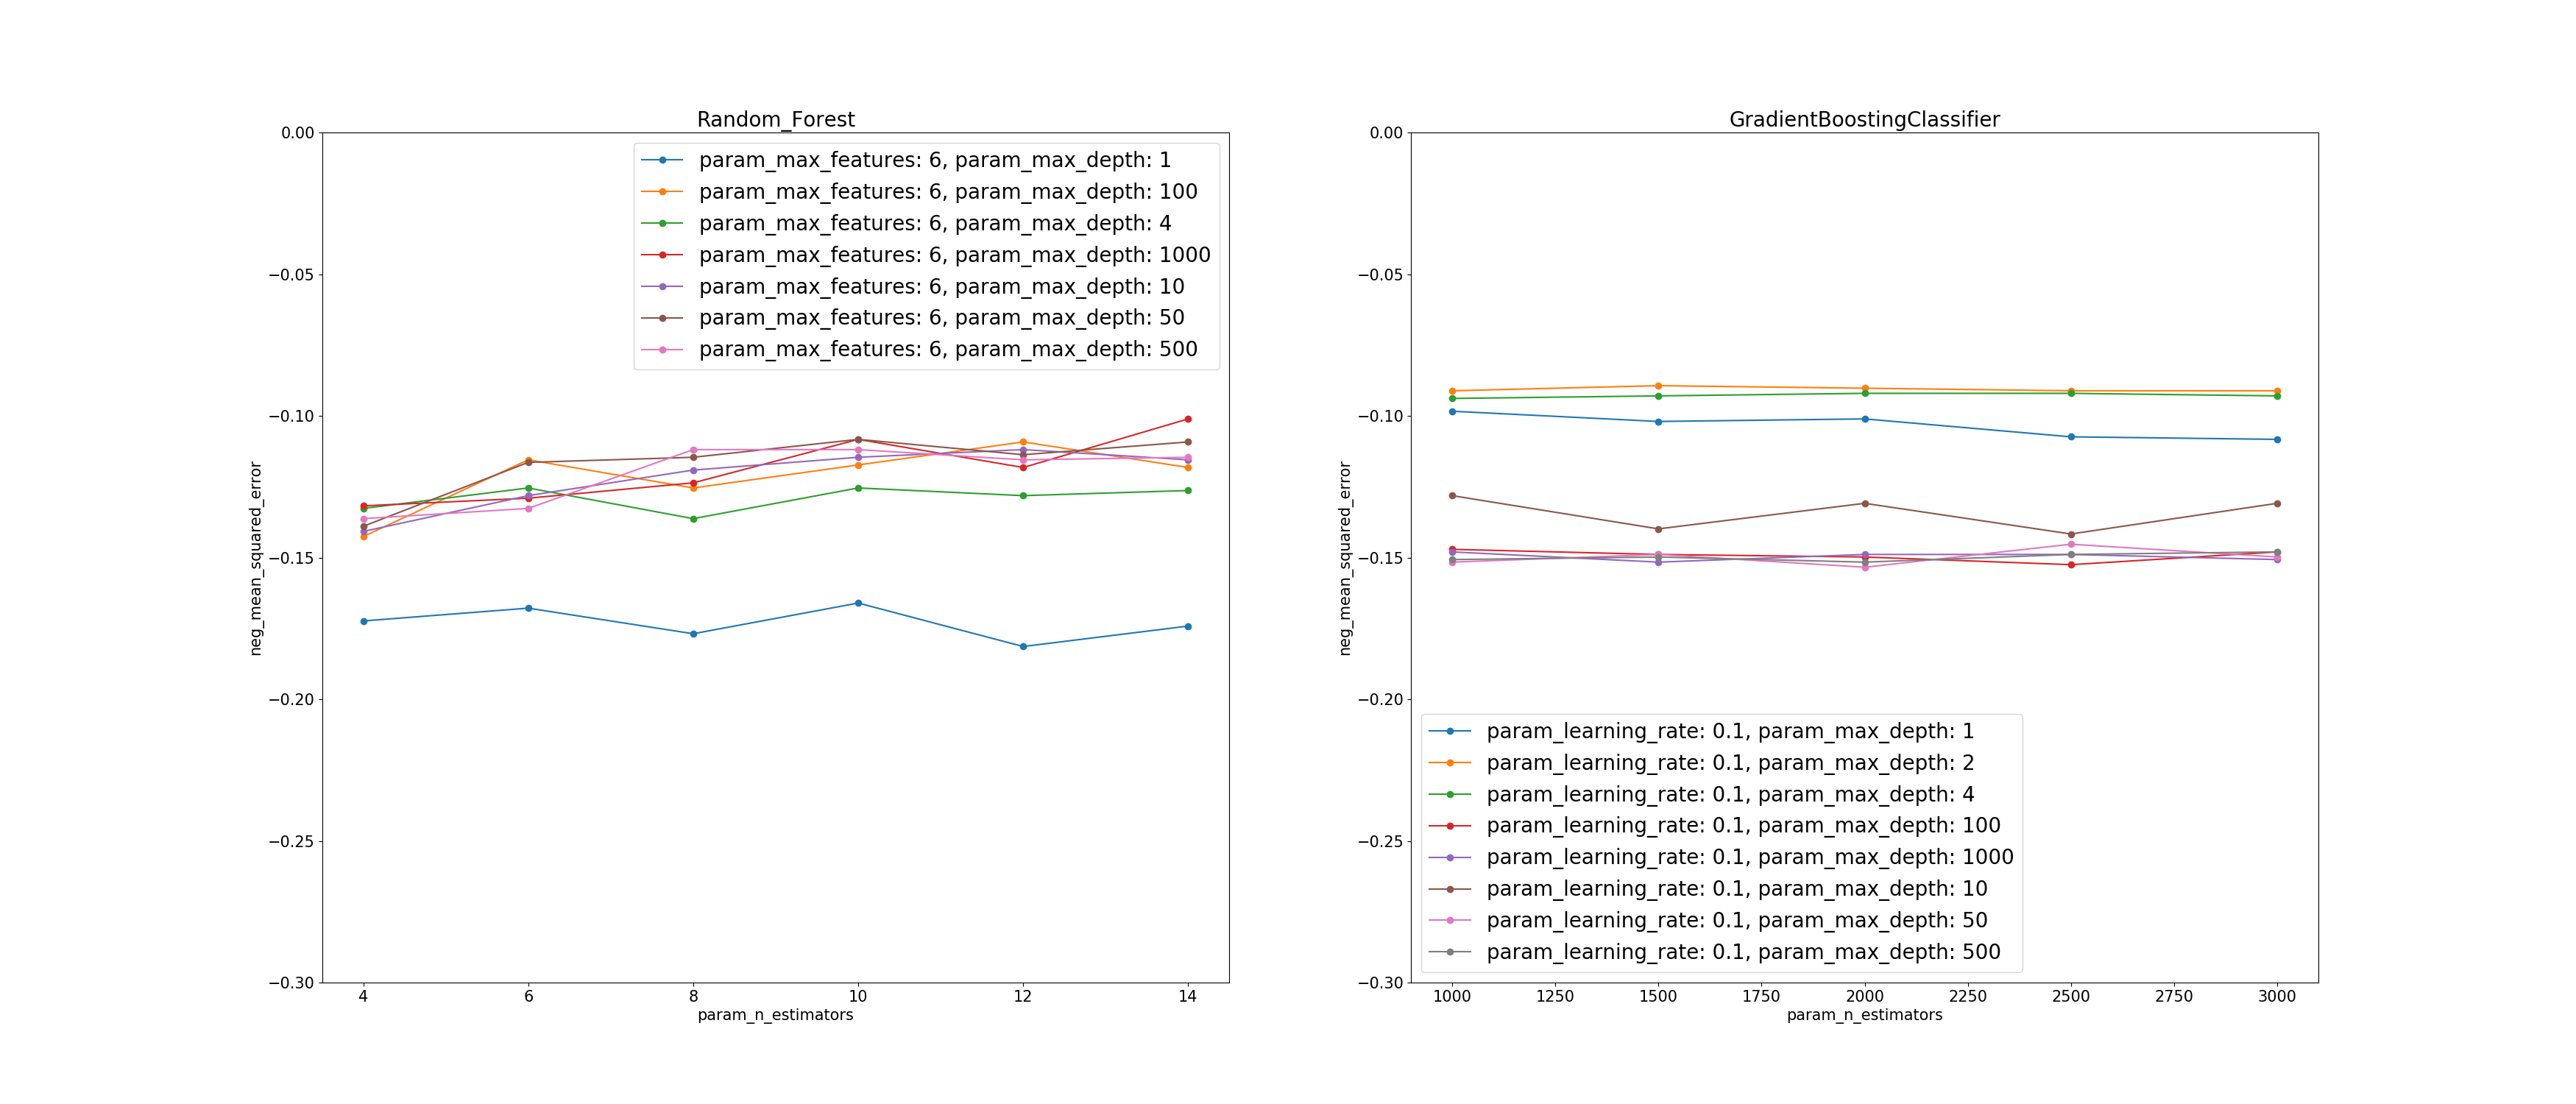 Random_Forest
0.00
−0.05
−0.10
−0.15
−0.20
−0.25
−0.30
neg_mean_squared_error
param_max_features: 6, param_max_depth: 1
param_max_features: 6, param_max_depth: 100
param_max_features: 6, param_max_depth: 4
param_max_features: 6, param_max_depth: 1000
param_max_features: 6, param_max_depth: 10
param_max_features: 6, param_max_depth: 50
param_max_features: 6, param_max_depth: 500
4 6 8 10 12 14
param_n_estimators
GradientBoostingClassifier
0.00
−0.05
−0.10
−0.15
−0.20
−0.25
−0.30
neg_mean_squared_error
param_learning_rate: 0.1, param_max_depth: 1
param_learning_rate: 0.1, param_max_depth: 2
param_learning_rate: 0.1, param_max_depth: 4
param_learning_rate: 0.1, param_max_depth: 100
param_learning_rate: 0.1, param_max_depth: 1000
param_learning_rate: 0.1, param_max_depth: 10
param_learning_rate: 0.1, param_max_depth: 50
param_learning_rate: 0.1, param_max_depth: 500
1000 1250 1500 1750 2000 2250 2500 2750 3000
param_n_estimators